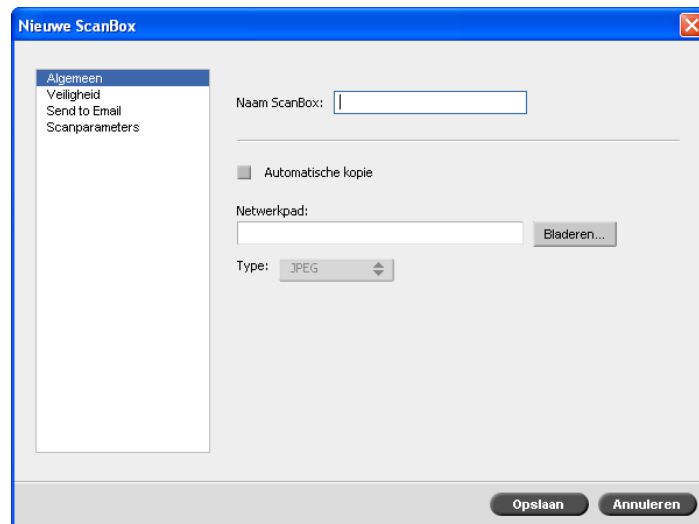 Nieuwe ScanBox
Algemeen
Veiligheid
Send to Email
Scanparameters
Naam ScanBox:
Automatische kopie
Netwerkpad:
Bladeren...
Type: JPEG
Opslaan Annuleren